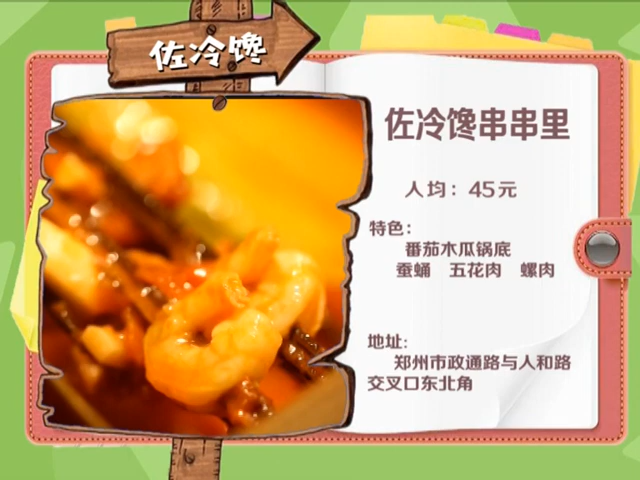 佐冷馋
佐冷馋串串里
人均：45元
特色：
番茄木瓜锅底
蚕蛹 五花肉 螺肉
地址:
郑州市政通路与人和路
交叉口东北角